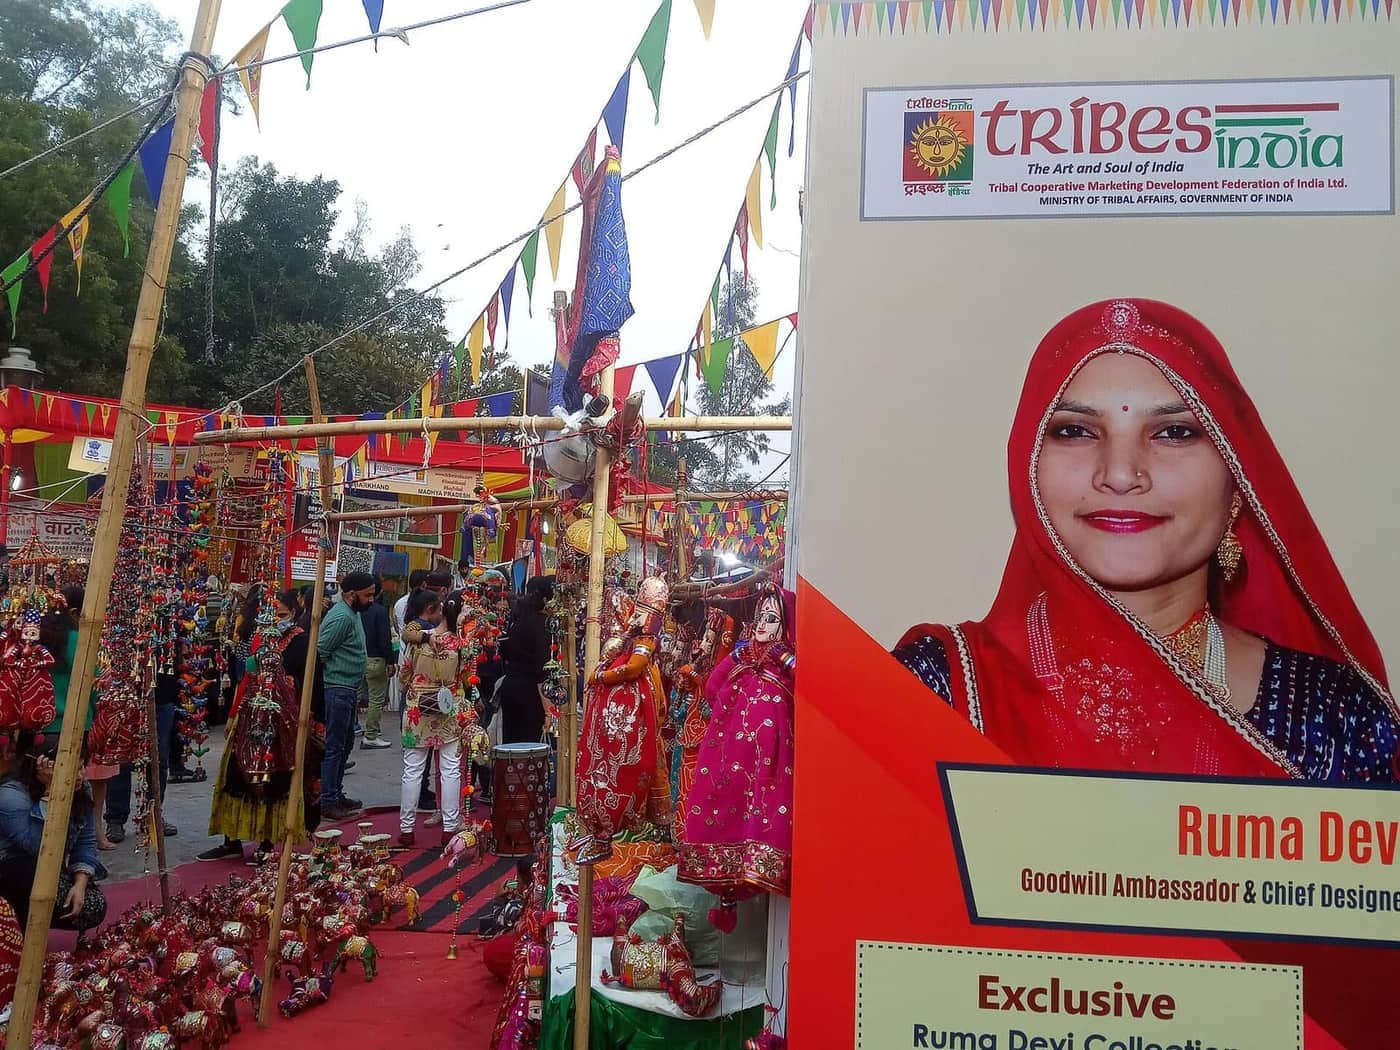 TRIBES INDIA
TRIBES india
The Art and Soul of India
ट्राइब्स इंडिया
Tribal Cooperative Marketing Development Federation of India Ltd.
MINISTRY OF TRIBAL AFFAIRS, GOVERNMENT OF INDIA
Ruma Dev
Goodwill Ambassador & Chief Designe
Exclusive
Ruma Devi Collection
MADHYA PRADESH
वारल